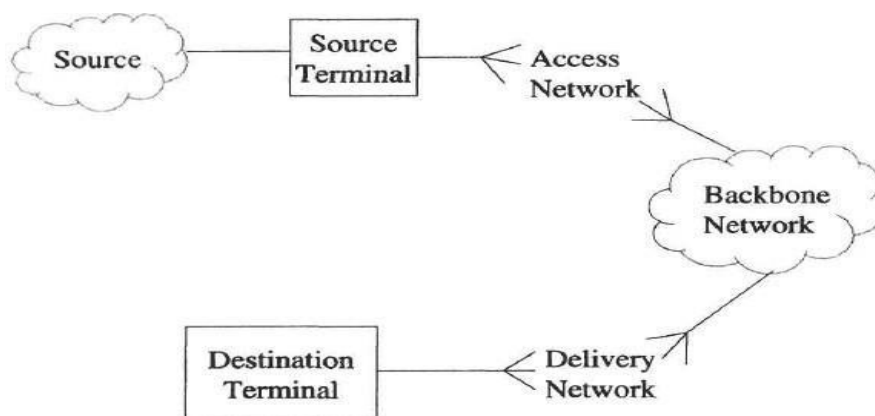 Source
Source
Terminal
Access
Network
Backbone
Network
Delivery
Network
Destination
Terminal